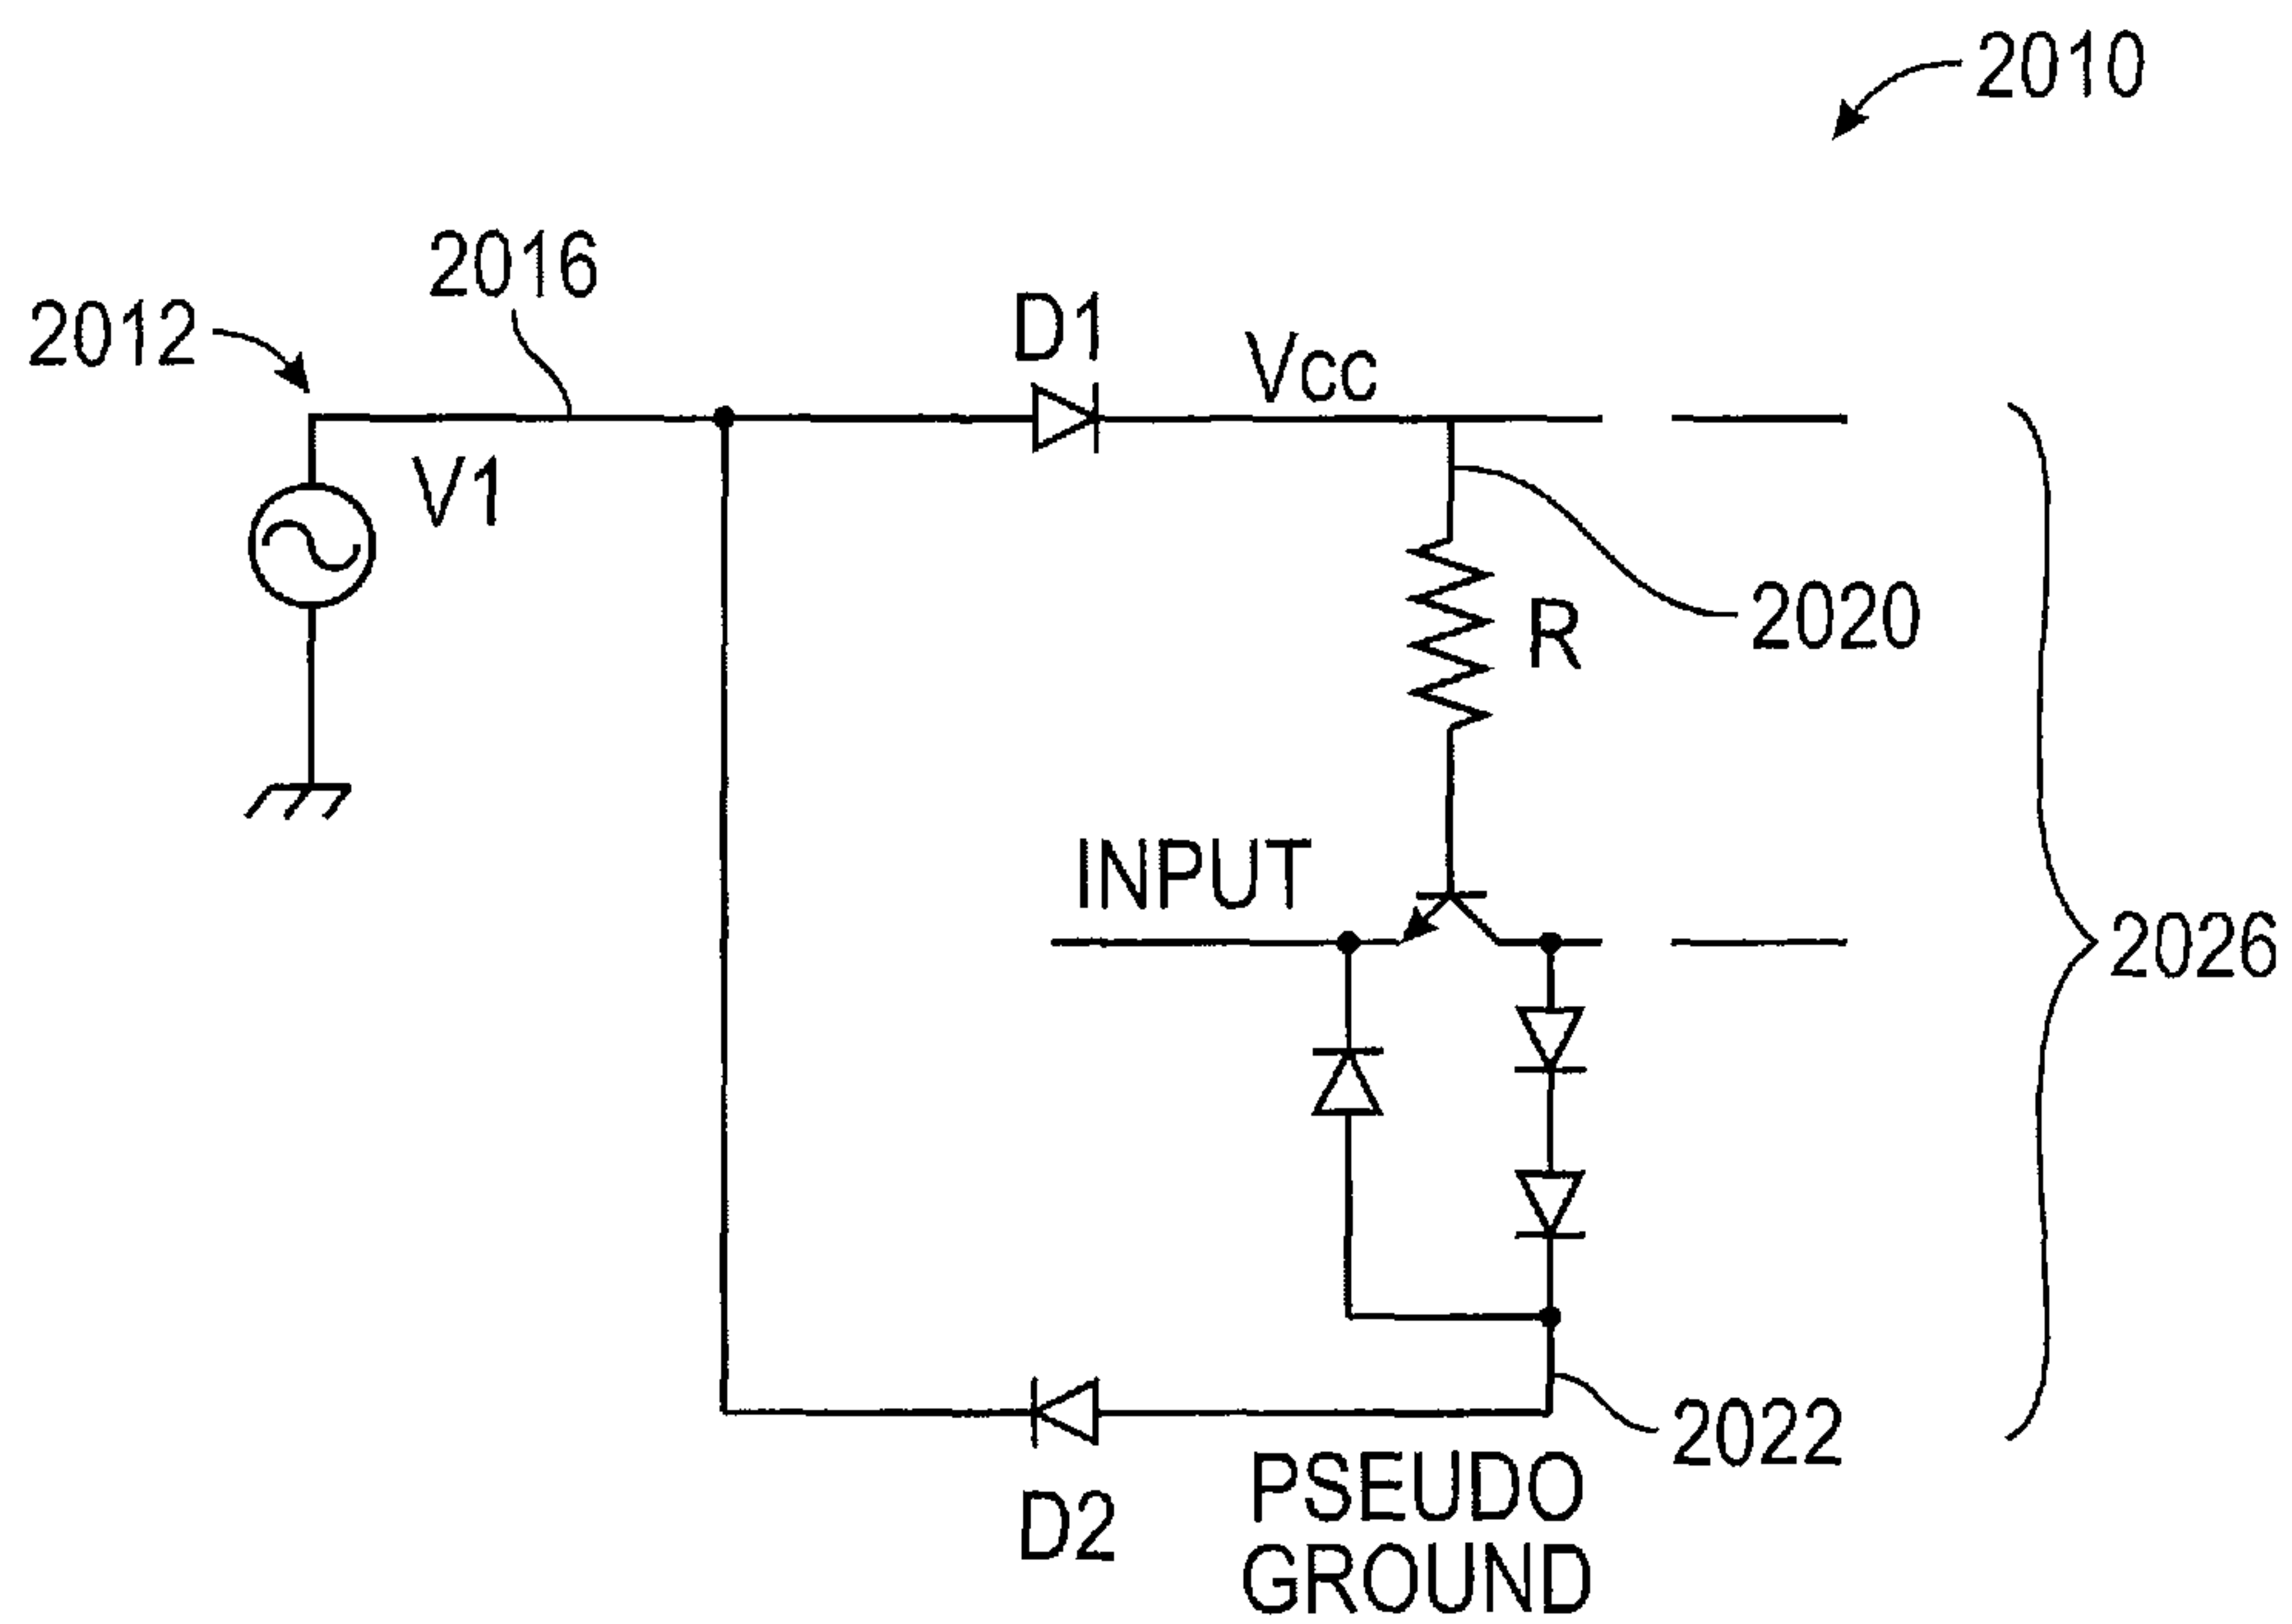 2010
2016
2012
D1
Vcc
V1
R
2020
INPUT
2026
2022
PSEUDO
GROUND
D2